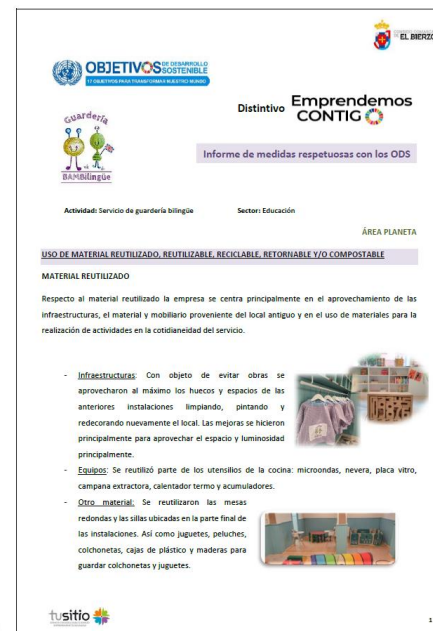 EL BIERZO
OBJETIVOS DE DESARROLLO SOSTENIBLE
17 OBJETIVOS PARA TRANSFORMAR NUESTRO MUNDO
Distintivo Emprendemos CONTIGO
Guardería
BAMBilingüe
Informe de medidas respetuosas con los ODS
Actividad: Servicio de guardería bilingüe Sector: Educación
ÁREA PLANETA
USO DE MATERIAL REUTILIZADO, REUTILIZABLE, RECICLABLE, RETORNABLE Y/O COMPOSTABLE
MATERIAL REUTILIZADO
Respecto al material reutilizado la empresa se centra principalmente en el aprovechamiento de las
infraestructuras, el material y mobiliario proveniente del local antiguo y en el uso de materiales para la
realización de actividades en la cotidianeidad del servicio.
- Infraestructuras: Con objeto de evitar obras se
aprovecharon al máximo los huecos y espacios de las
anteriores instalaciones limpiando, pintando y
redecorando nuevamente el local. Las mejoras se hicieron
principalmente para aprovechar el espacio y luminosidad
principalmente.
- Equipos: Se reutilizó parte de los utensilios de la cocina: microondas, nevera, placa vitro,
campana extractora, calentador termo y acumuladores.
- Otro material: Se reutilizaron las mesas
redondas y las sillas ubicadas en la parte final de
las instalaciones. Así como juguetes, peluches,
colchonetas, cajas de plástico y maderas para
guardar colchonetas y juguetes.
tusitio
1